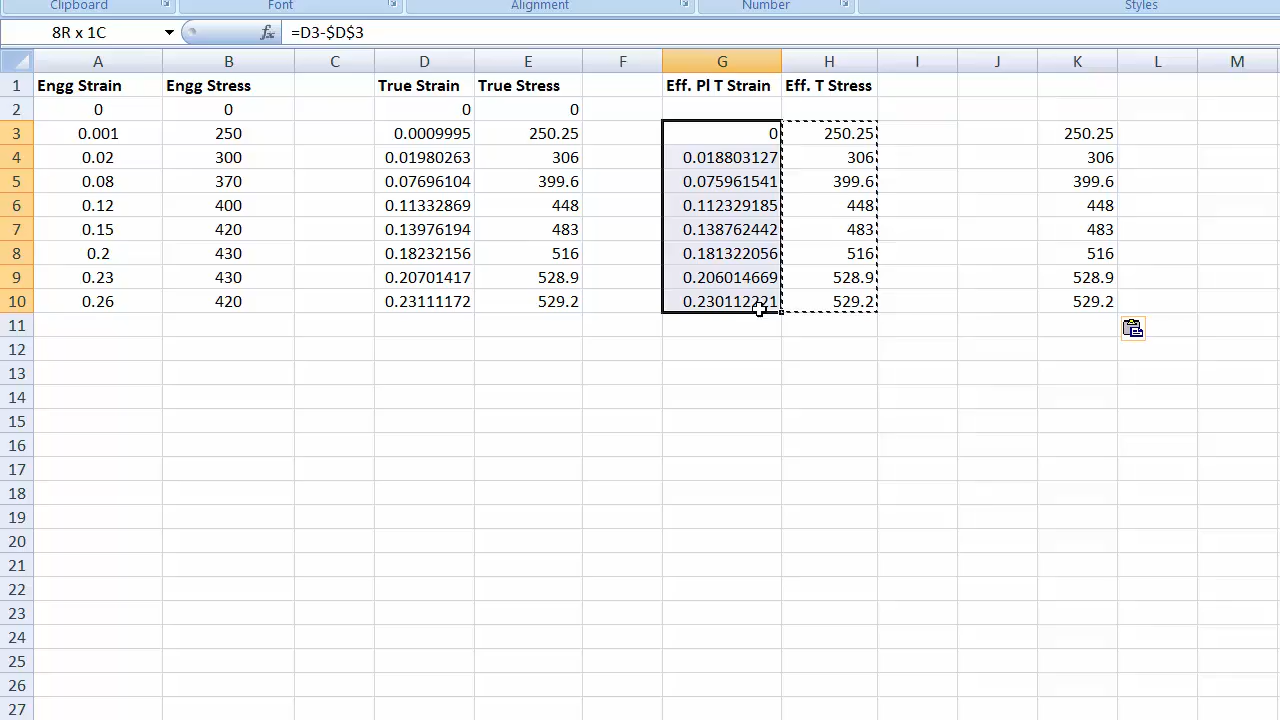 Clipboard Font Alignment Number Styles
8R x 1C fx =D3-$D$3
A B C D E F G H I J K L M
1 Engg Strain Engg Stress True Strain True Stress Eff. Pl T Strain Eff. T Stress
2 0 0 0 0
3 0.001 250 0.0009995 250.25 0 250.25 250.25
4 0.02 300 0.01980263 306 0.018803127 306 306
5 0.08 370 0.07696104 399.6 0.075961541 399.6 399.6
6 0.12 400 0.11332869 448 0.112329185 448 448
7 0.15 420 0.13976194 483 0.138762442 483 483
8 0.2 430 0.18232156 516 0.181322056 516 516
9 0.23 430 0.20701417 528.9 0.206014669 528.9 528.9
10 0.26 420 0.23111172 529.2 0.230112221 529.2 529.2
11
12
13
14
15
16
17
18
19
20
21
22
23
24
25
26
27